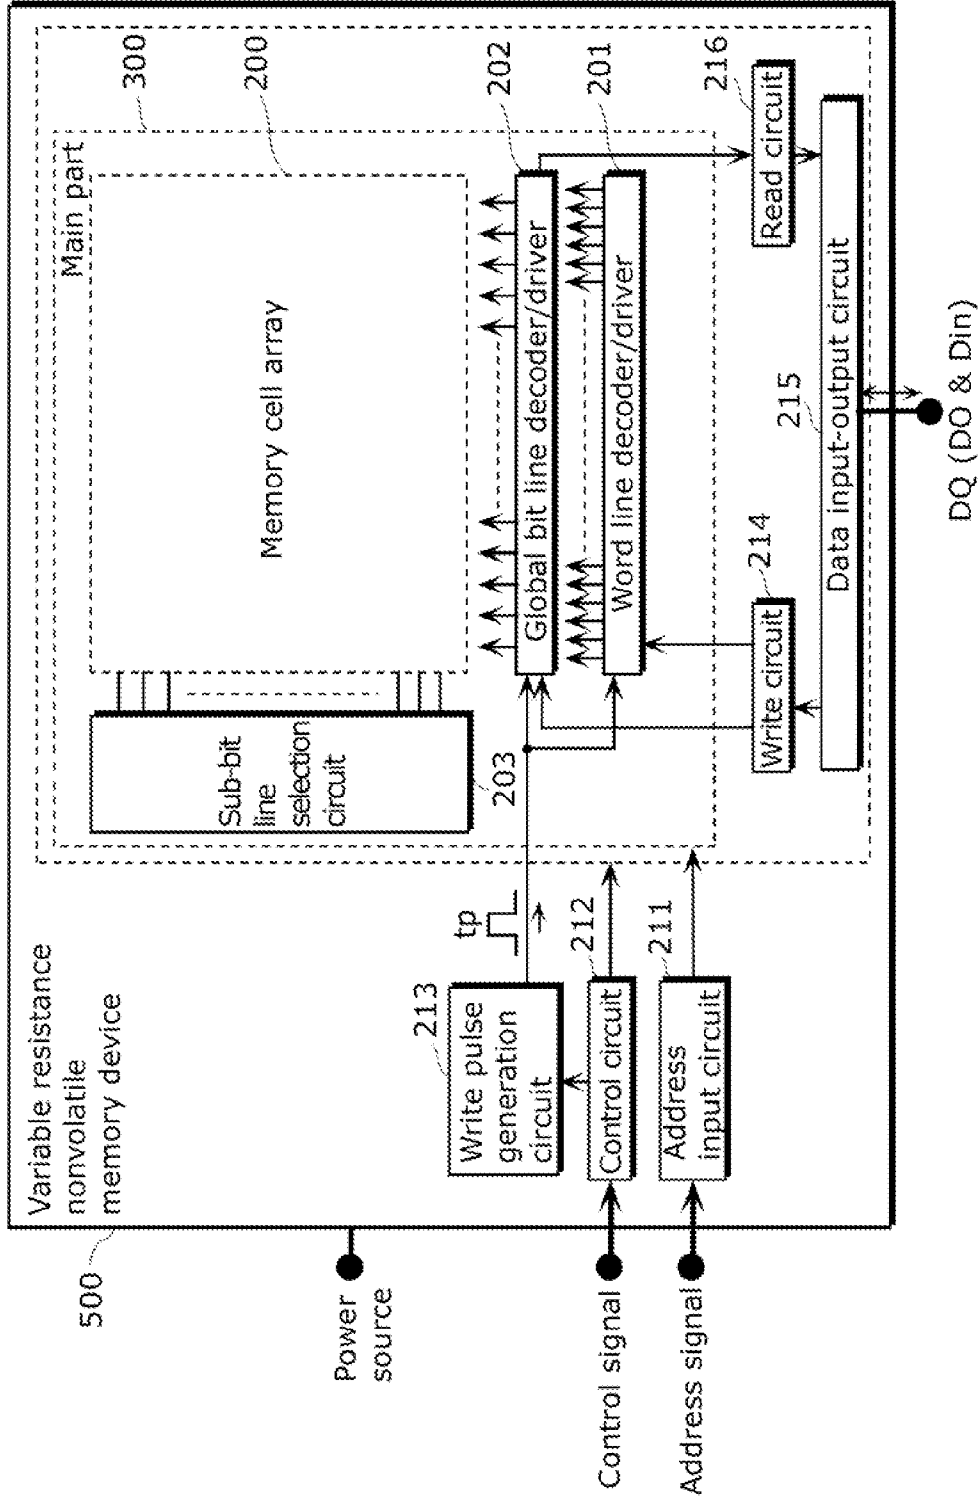 500
Variable resistance
nonvolatile
memory device
300
Main part
200
Memory cell array
Sub-bit
line
selection
circuit
203
202
Global bit line decoder/driver
201
Word line decoder/driver
Power
source
213
Write pulse
generation
circuit
tp
Control signal
212
Control circuit
Address signal
211
Address
input circuit
214
Write circuit
216
Read circuit
215
Data input-output circuit
DQ (DO & Din)